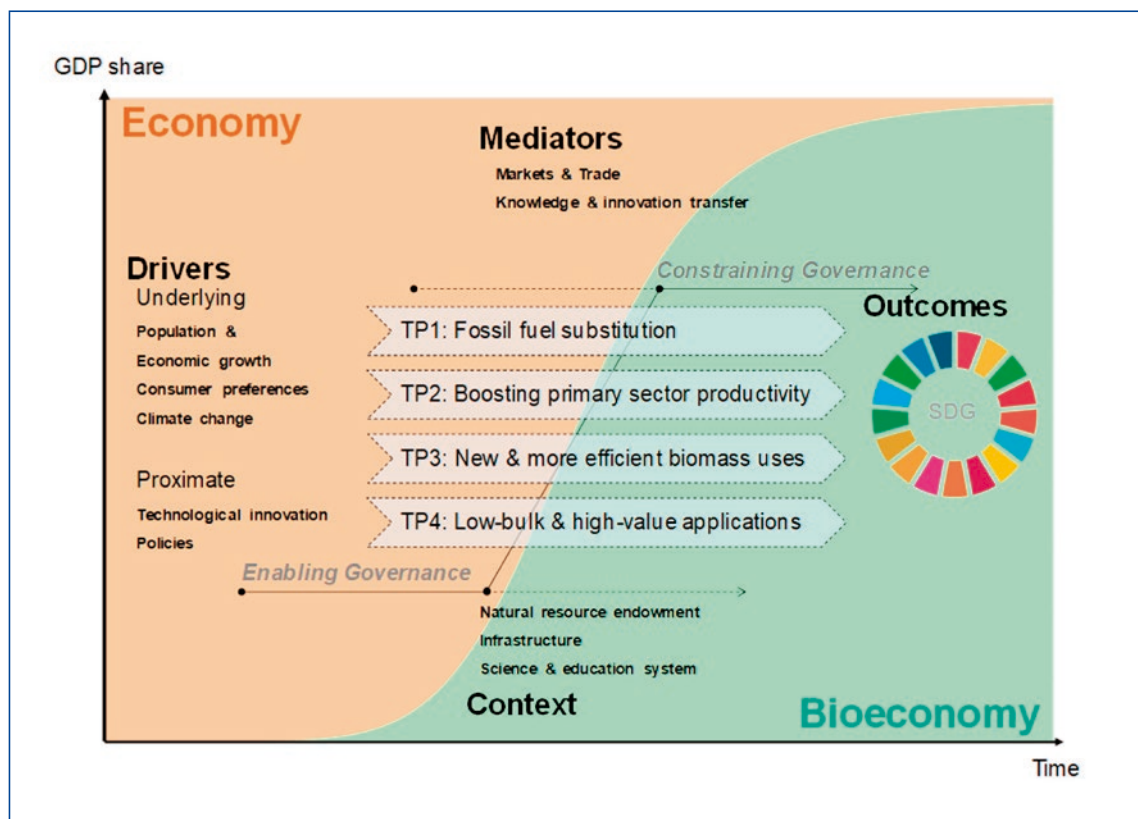 GDP share
Economy
Mediators
Markets & Trade
Knowledge & innovation transfer
Drivers
Underlying
Population &
Economic growth
Consumer preferences
Climate change
Proximate
Technological innovation
Policies
Constraining Governance
TP1: Fossil fuel substitution
TP2: Boosting primary sector productivity
TP3: New & more efficient biomass uses
TP4: Low-bulk & high-value applications
Outcomes
SDG
Enabling Governance
Natural resource endowment
Infrastructure
Science & education system
Context
Bioeconomy
Time